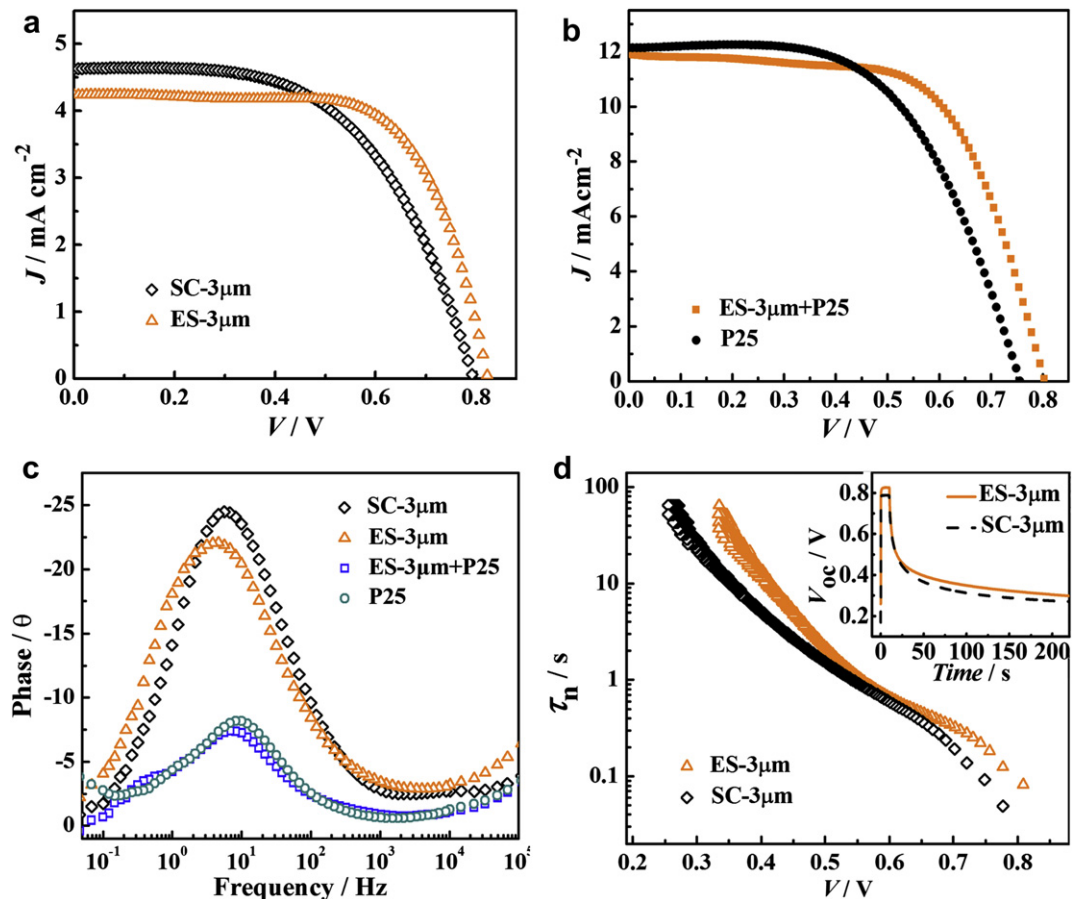 a
5
4
3
2
1
0
J / mA cm-2
SC-3μm
ES-3μm
0.0 0.2 0.4 0.6 0.8
V / V
b
12
10
8
6
4
2
0
J / mAcm-2
ES-3μm+P25
P25
0.0 0.1 0.2 0.3 0.4 0.5 0.6 0.7 0.8
V / V
c
-25
-20
-15
-10
-5
0
Phase / θ
SC-3μm
ES-3μm
ES-3μm+P25
P25
10-1 100 101 102 103 104 105
Frequency / Hz
d
100
10
1
0.1
τn / s
ES-3μm
SC-3μm
0.2 0.3 0.4 0.5 0.6 0.7 0.8
V / V
0.8
0.6
0.4
0.2
Voc / V
ES-3μm
SC-3μm
0 50 100 150 200
Time / s